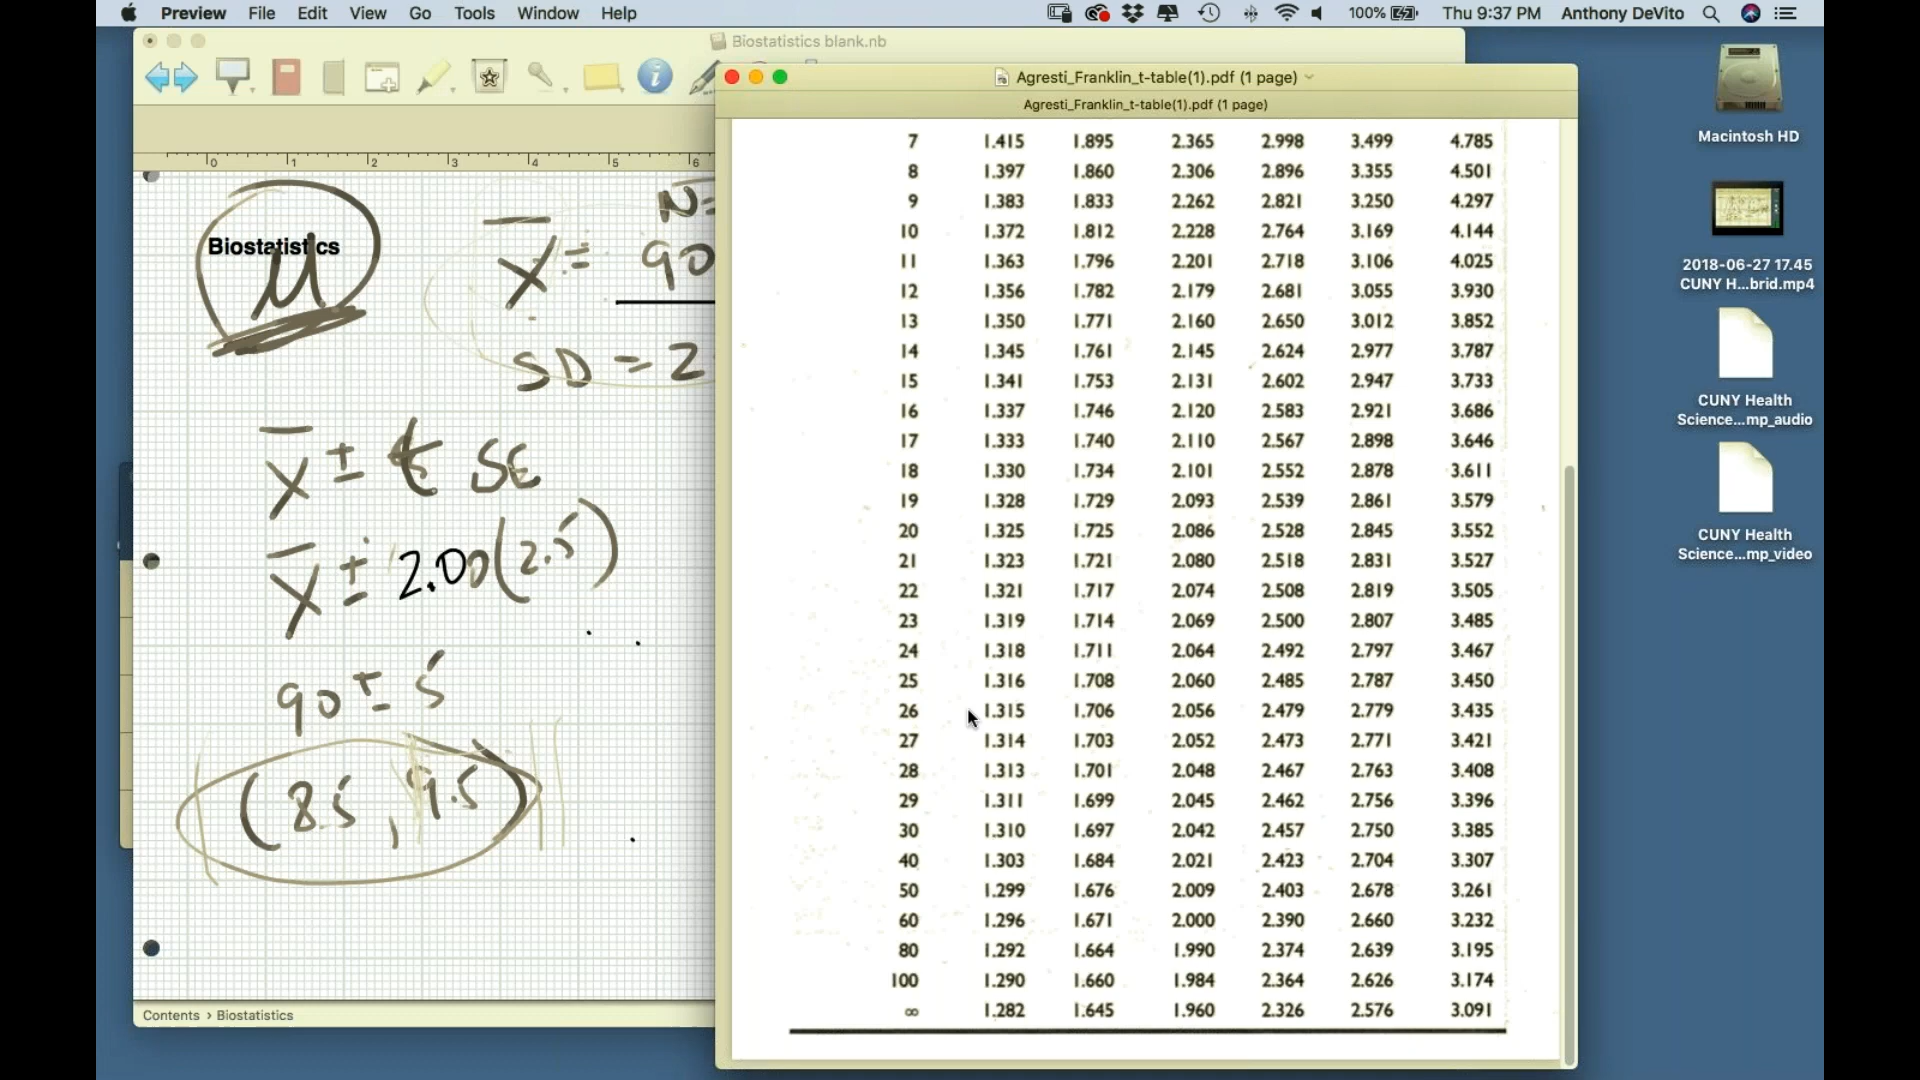 Preview File Edit View Go Tools Window Help 100% Thu 9:37 PM Anthony DeVito
Biostatistics blank.nb
0 1 2 3 4 5 6
Biostatistics
μ
N=
X̄ = 90
SD = 2
X̄ ± t SE
X̄ ± 2.00(2.5)
90 ± 5
(85, 95)
Contents › Biostatistics
Agresti_Franklin_t-table(1).pdf (1 page)
Agresti_Franklin_t-table(1).pdf (1 page)
7 1.415 1.895 2.365 2.998 3.499 4.785
8 1.397 1.860 2.306 2.896 3.355 4.501
9 1.383 1.833 2.262 2.821 3.250 4.297
10 1.372 1.812 2.228 2.764 3.169 4.144
11 1.363 1.796 2.201 2.718 3.106 4.025
12 1.356 1.782 2.179 2.681 3.055 3.930
13 1.350 1.771 2.160 2.650 3.012 3.852
14 1.345 1.761 2.145 2.624 2.977 3.787
15 1.341 1.753 2.131 2.602 2.947 3.733
16 1.337 1.746 2.120 2.583 2.921 3.686
17 1.333 1.740 2.110 2.567 2.898 3.646
18 1.330 1.734 2.101 2.552 2.878 3.611
19 1.328 1.729 2.093 2.539 2.861 3.579
20 1.325 1.725 2.086 2.528 2.845 3.552
21 1.323 1.721 2.080 2.518 2.831 3.527
22 1.321 1.717 2.074 2.508 2.819 3.505
23 1.319 1.714 2.069 2.500 2.807 3.485
24 1.318 1.711 2.064 2.492 2.797 3.467
25 1.316 1.708 2.060 2.485 2.787 3.450
26 1.315 1.706 2.056 2.479 2.779 3.435
27 1.314 1.703 2.052 2.473 2.771 3.421
28 1.313 1.701 2.048 2.467 2.763 3.408
29 1.311 1.699 2.045 2.462 2.756 3.396
30 1.310 1.697 2.042 2.457 2.750 3.385
40 1.303 1.684 2.021 2.423 2.704 3.307
50 1.299 1.676 2.009 2.403 2.678 3.261
60 1.296 1.671 2.000 2.390 2.660 3.232
80 1.292 1.664 1.990 2.374 2.639 3.195
100 1.290 1.660 1.984 2.364 2.626 3.174
∞ 1.282 1.645 1.960 2.326 2.576 3.091
Macintosh HD
2018-06-27 17.45
CUNY H...brid.mp4
CUNY Health
Science...mp_audio
CUNY Health
Science...mp_video